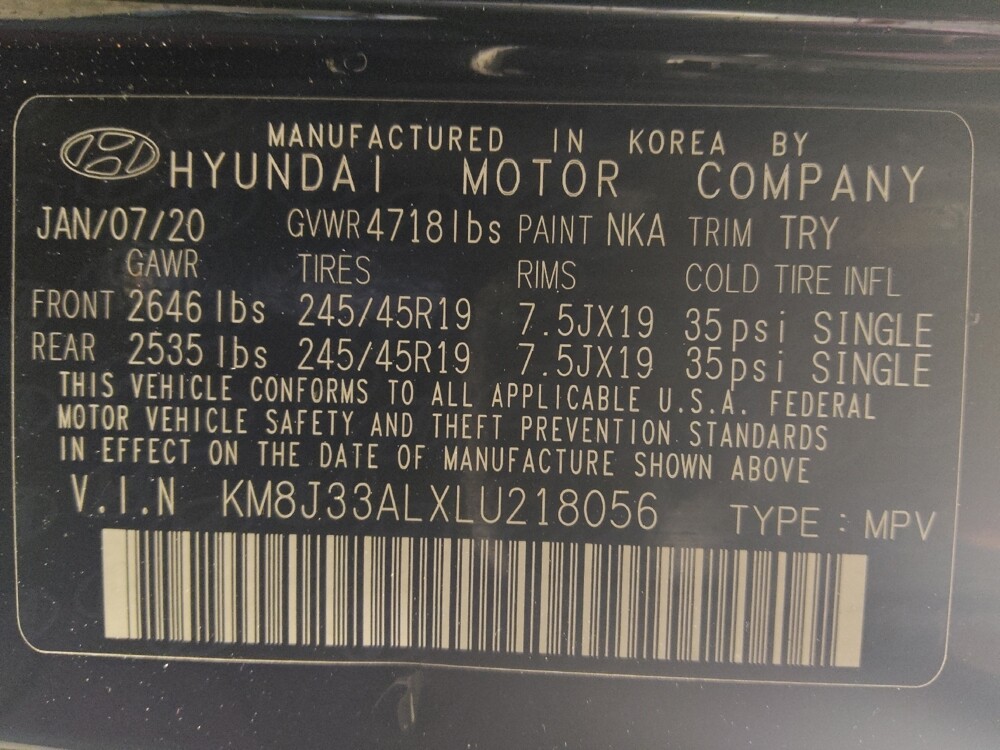 MANUFACTURED IN KOREA BY
HYUNDAI MOTOR COMPANY
JAN/07/20 GVWR 4718 lbs PAINT NKA TRIM TRY
GAWR TIRES RIMS COLD TIRE INFL
FRONT 2646 lbs 245/45R19 7.5JX19 35psi SINGLE
REAR 2535 lbs 245/45R19 7.5JX19 35psi SINGLE
THIS VEHICLE CONFORMS TO ALL APPLICABLE U.S.A. FEDERAL
MOTOR VEHICLE SAFETY AND THEFT PREVENTION STANDARDS
IN EFFECT ON THE DATE OF MANUFACTURE SHOWN ABOVE
V.I.N KM8J33ALXLU218056 TYPE : MPV